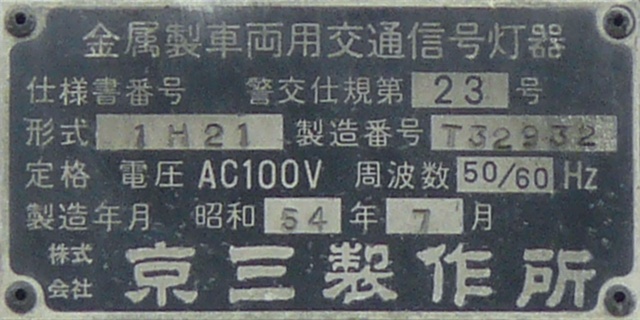 金属製車両用交通信号灯器
仕様書番号 警交仕規第 23 号
形式 1H21 製造番号 T32932
定格 電圧 AC100V 周波数 50/60 Hz
製造年月 昭和 54 年 7 月
株式会社 京三製作所